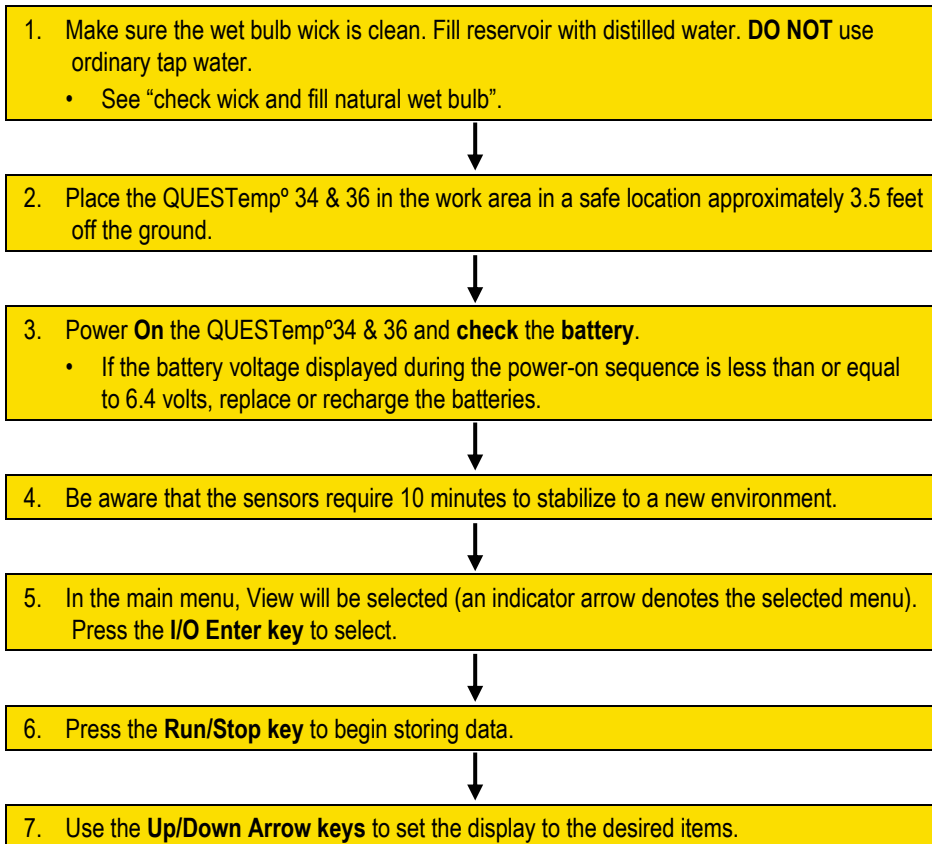 1. Make sure the wet bulb wick is clean. Fill reservoir with distilled water. DO NOT use
ordinary tap water.
• See “check wick and fill natural wet bulb”.
2. Place the QUESTempº 34 & 36 in the work area in a safe location approximately 3.5 feet
off the ground.
3. Power On the QUESTempº34 & 36 and check the battery.
• If the battery voltage displayed during the power-on sequence is less than or equal
to 6.4 volts, replace or recharge the batteries.
4. Be aware that the sensors require 10 minutes to stabilize to a new environment.
5. In the main menu, View will be selected (an indicator arrow denotes the selected menu).
Press the I/O Enter key to select.
6. Press the Run/Stop key to begin storing data.
7. Use the Up/Down Arrow keys to set the display to the desired items.